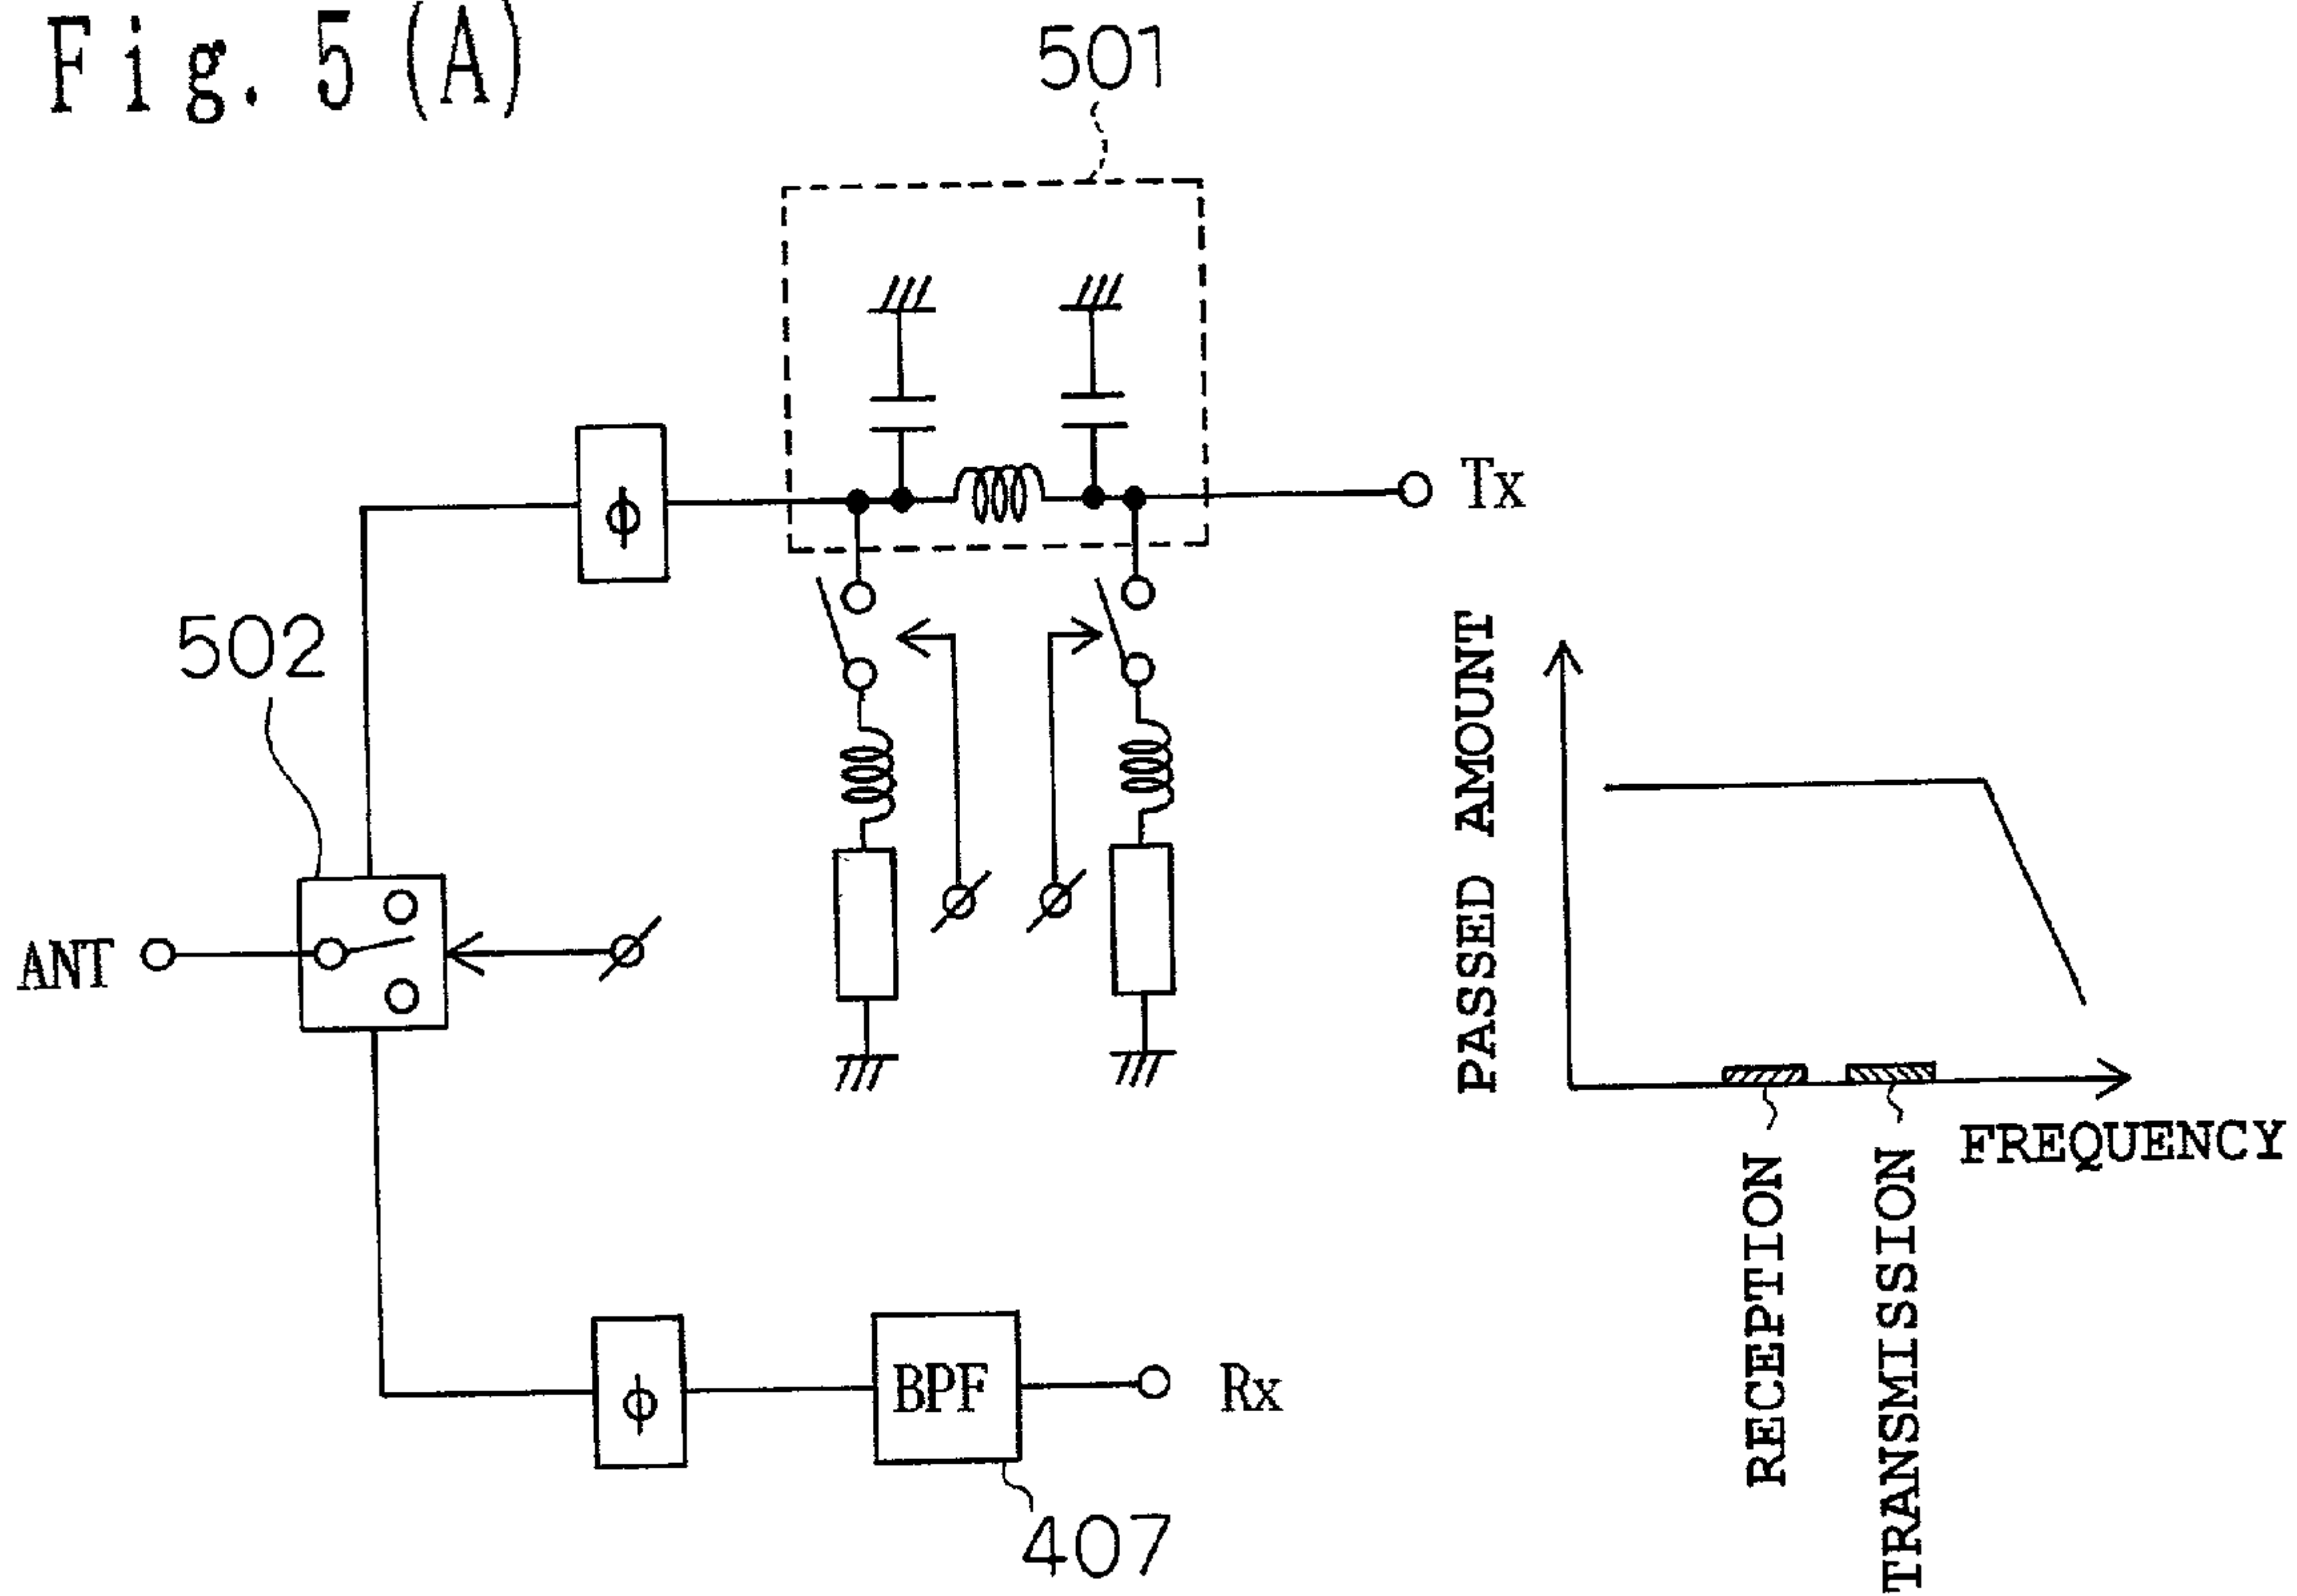 Fig. 5 (A)
501
ϕ
Tx
502
ANT
ϕ
BPF
Rx
407
PASSED AMOUNT
FREQUENCY
RECEPTION
TRANSMISSION